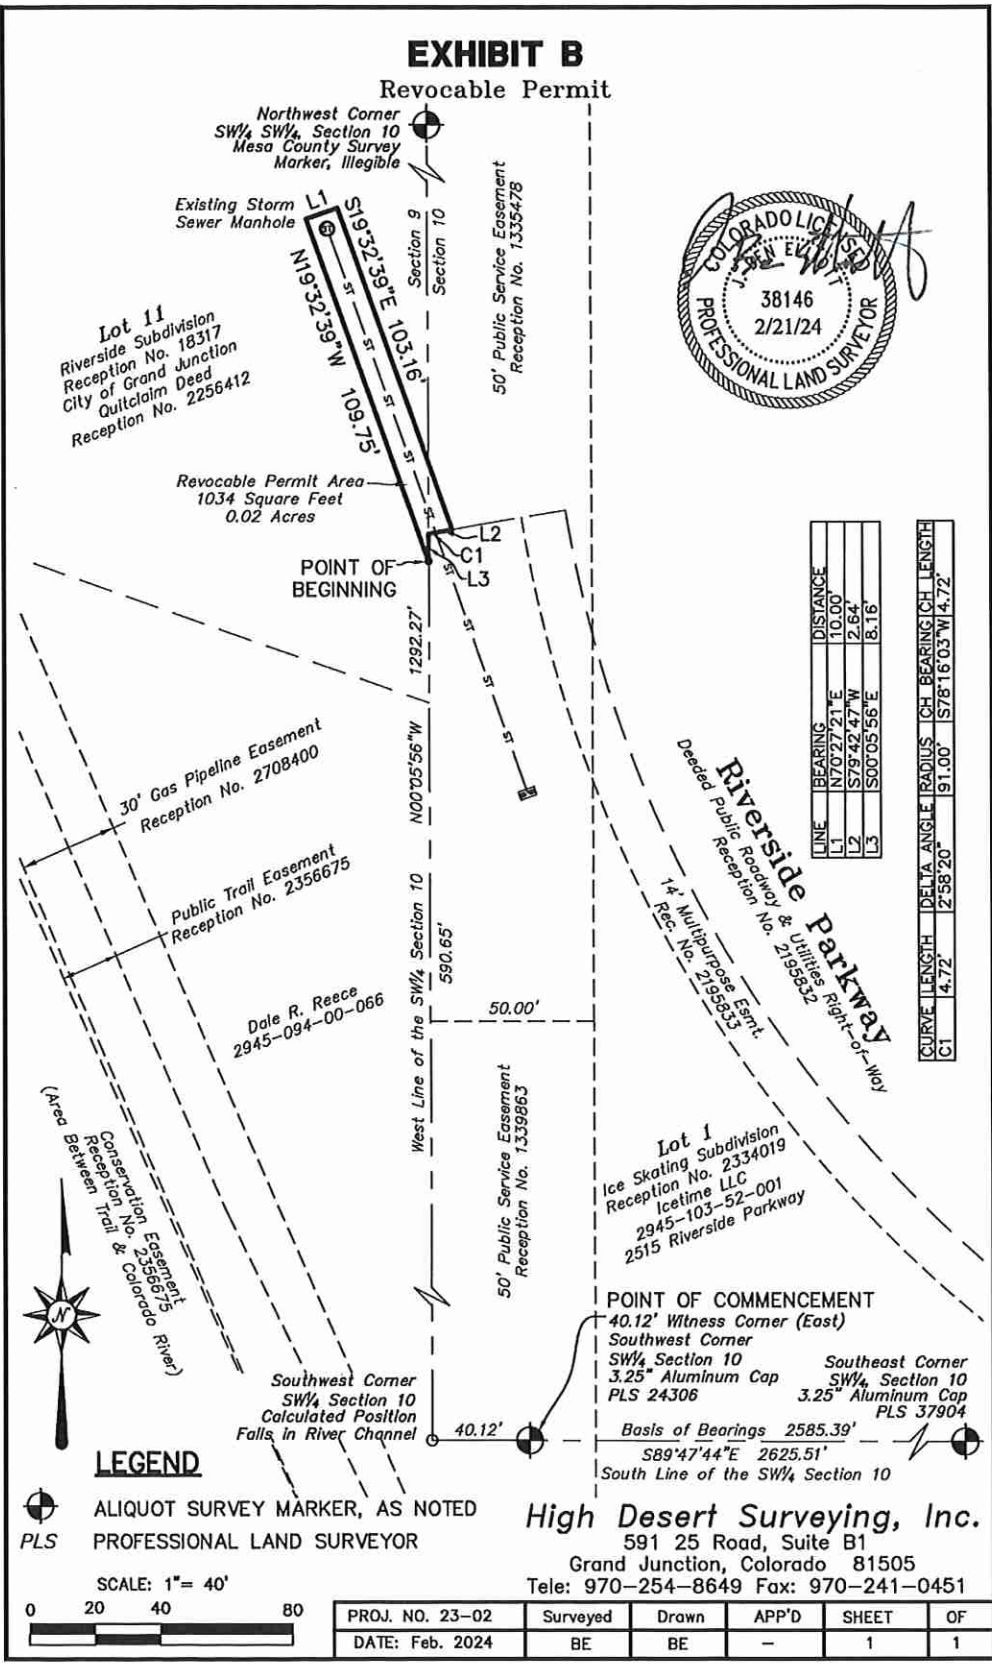 EXHIBIT B
Revocable Permit
Northwest Corner
SW¼ SW¼, Section 10
Mesa County Survey
Marker, Illegible
Existing Storm
Sewer Manhole
L1
S19°32'39"E 103.16'
N19°32'39"W 109.75'
ST
ST
ST
ST
ST
ST
ST
ST
ST
ST
Section 9
Section 10
50' Public Service Easement
Reception No. 1335478
COLORADO LICENSED
38146
2/21/24
PROFESSIONAL LAND SURVEYOR
Lot 11
Riverside Subdivision
Reception No. 18317
City of Grand Junction
Quitclaim Deed
Reception No. 2256412
Revocable Permit Area
1034 Square Feet
0.02 Acres
L2
C1
L3
POINT OF
BEGINNING
LINE BEARING DISTANCE
L1 N70°27'21"E 10.00'
L2 S79°42'47"W 2.64'
L3 S00°05'56"E 8.16'
CURVE LENGTH DELTA ANGLE RADIUS CH BEARING CH LENGTH
C1 4.72' 2°58'20" 91.00' S78°16'03"W 4.72'
1292.27'
N00°05'56"W
West Line of the SW¼ Section 10
590.65'
30' Gas Pipeline Easement
Reception No. 2708400
Public Trail Easement
Reception No. 2356675
Dale R. Reece
2945-094-00-066
Riverside Parkway
Deeded Public Roadway & Utilities Right-of-Way
Reception No. 2195832
14' Multipurpose Esmt.
Rec. No. 2195833
50.00'
50' Public Service Easement
Reception No. 1339863
Conservation Easement
Reception No. 2356675
(Area Between Trail & Colorado River)
Lot 1
Ice Skating Subdivision
Reception No. 2334019
Icetime LLC
2945-103-52-001
2515 Riverside Parkway
N
POINT OF COMMENCEMENT
40.12' Witness Corner (East)
Southwest Corner
SW¼ Section 10
3.25" Aluminum Cap
PLS 24306
Southeast Corner
SW¼, Section 10
3.25" Aluminum Cap
PLS 37904
Southwest Corner
SW¼ Section 10
Calculated Position
Falls in River Channel
40.12'
Basis of Bearings 2585.39'
S89°47'44"E 2625.51'
South Line of the SW¼ Section 10
LEGEND
ALIQUOT SURVEY MARKER, AS NOTED
PLS PROFESSIONAL LAND SURVEYOR
SCALE: 1"= 40'
0 20 40 80
High Desert Surveying, Inc.
591 25 Road, Suite B1
Grand Junction, Colorado 81505
Tele: 970-254-8649 Fax: 970-241-0451
PROJ. NO. 23-02 Surveyed Drawn APP'D SHEET OF
DATE: Feb. 2024 BE BE - 1 1